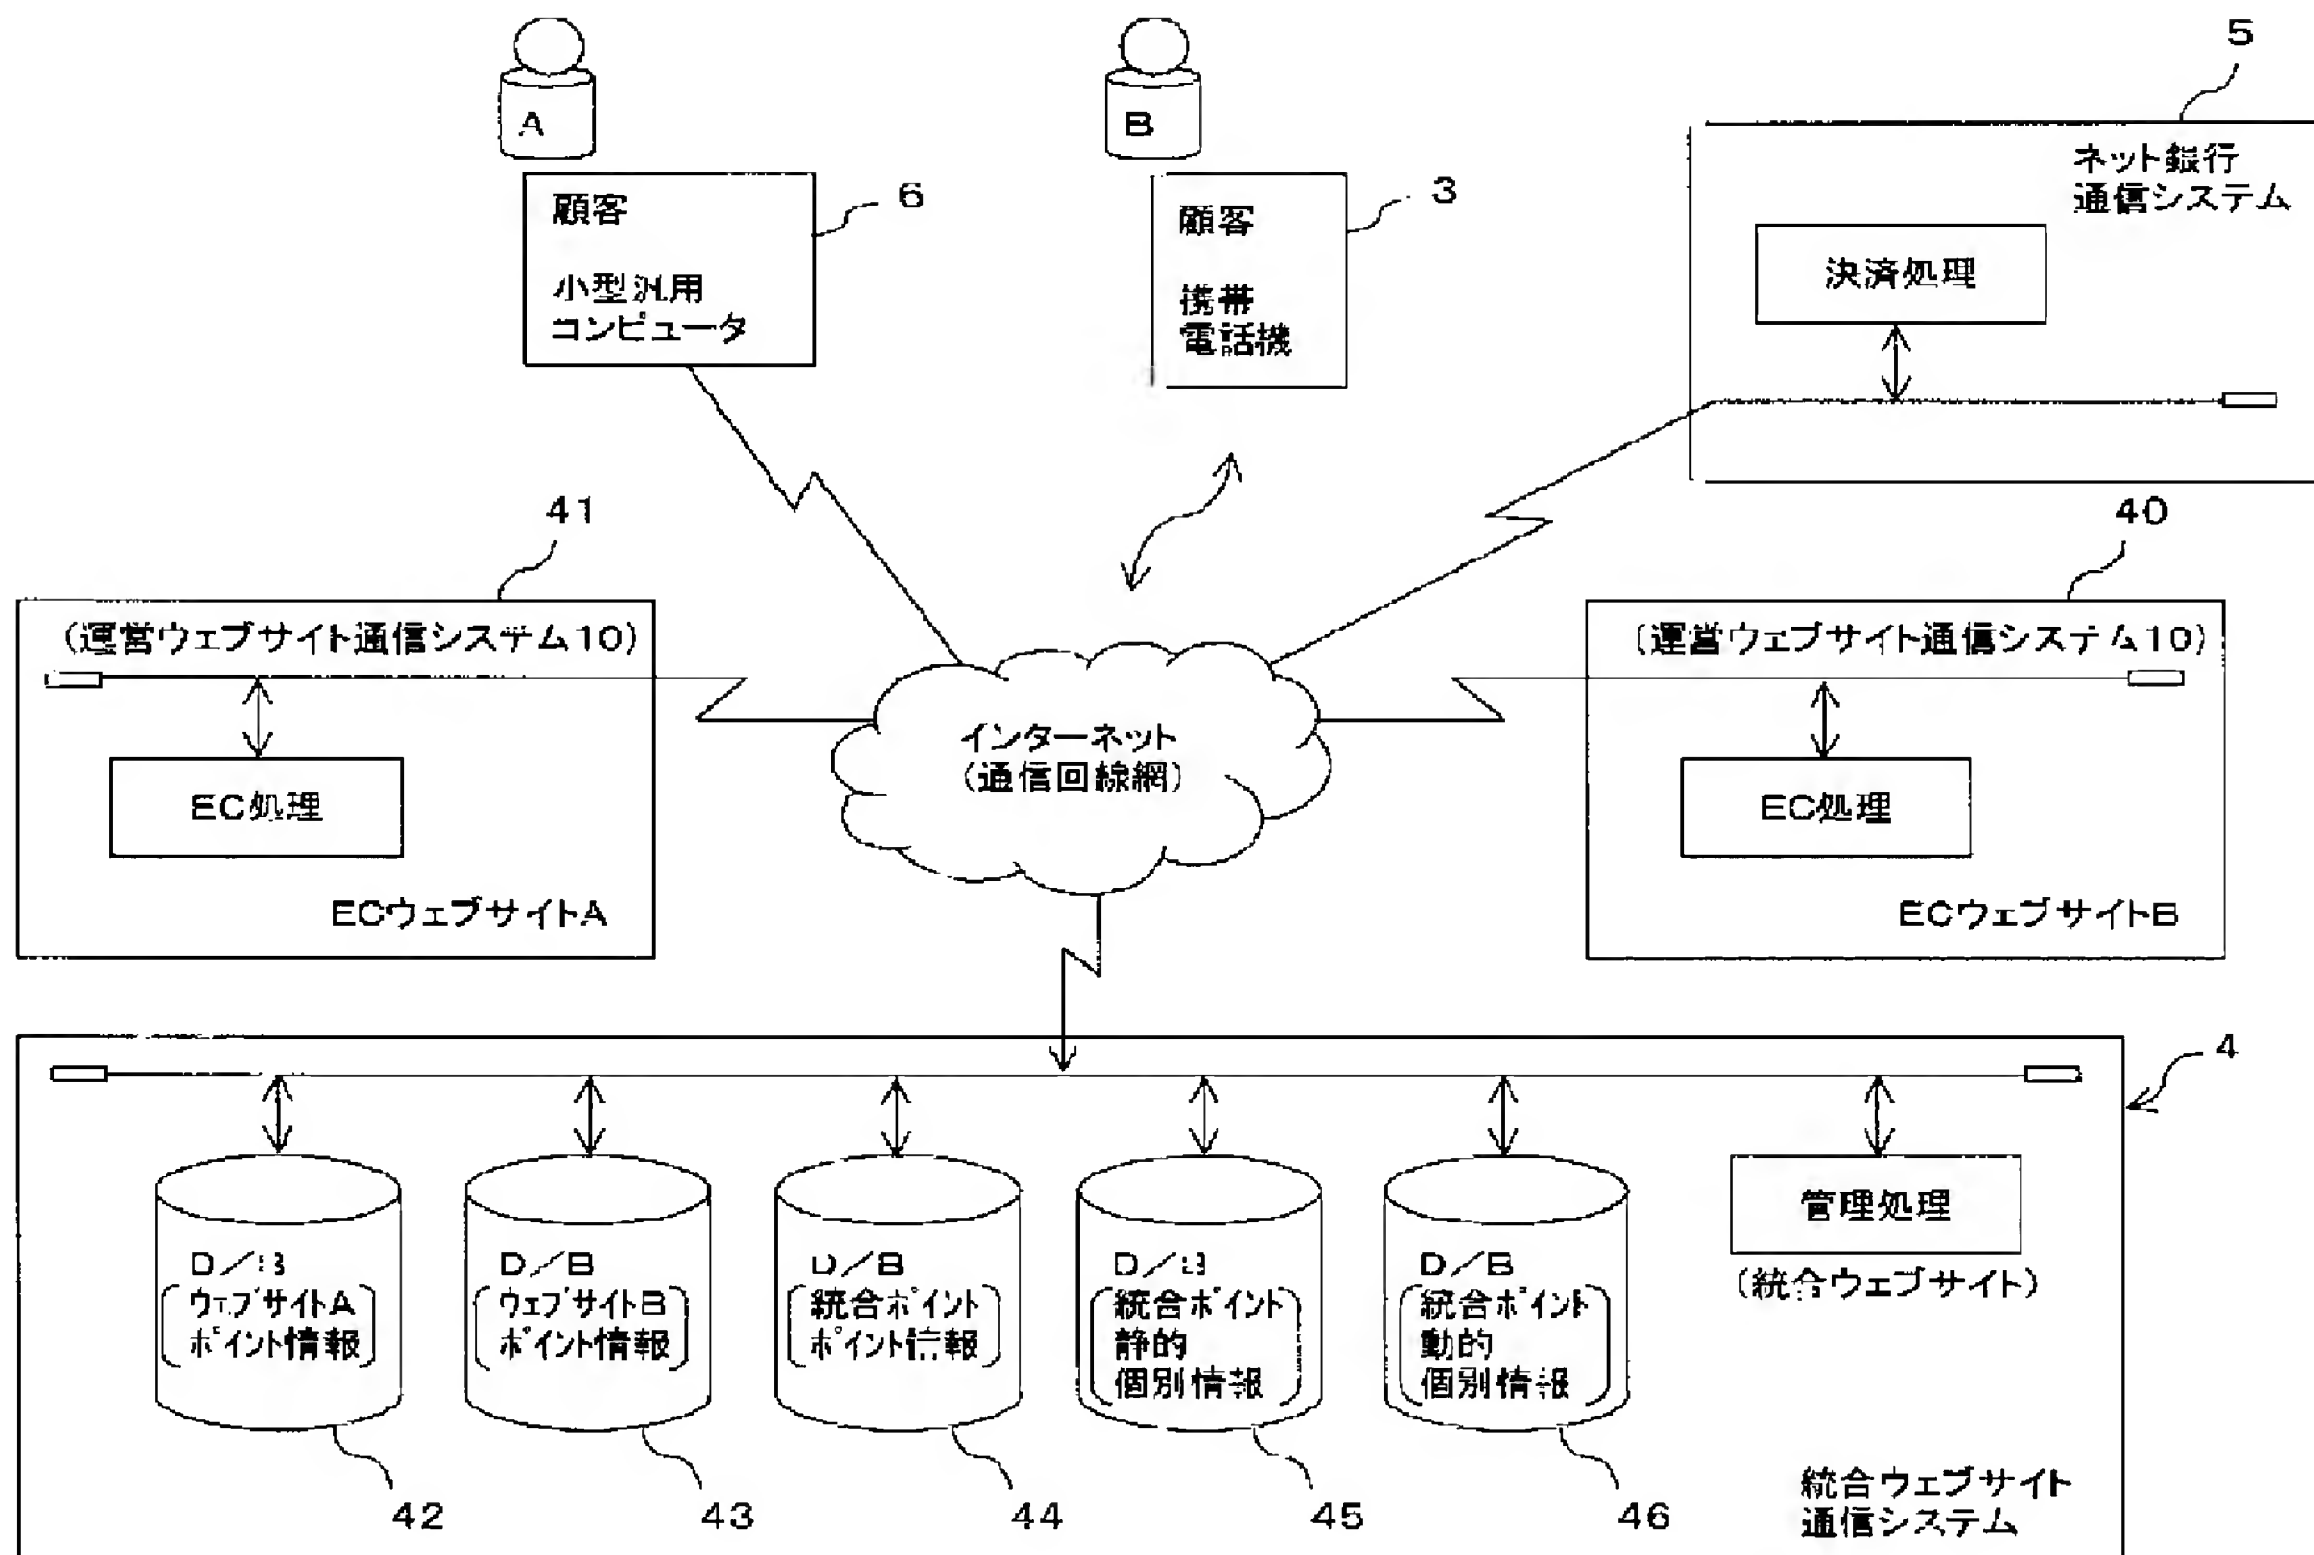 A
B
5
顧客
小型汎用
コンピュータ
6
顧客
携帯
電話機
3
ネット銀行
通信システム
決済処理
41
(運営ウェブサイト通信システム10)
EC処理
ECウェブサイトA
インターネット
(通信回線網)
40
(運営ウェブサイト通信システム10)
EC処理
ECウェブサイトB
4
D/B
ウェブサイトA
ポイント情報
42
D/B
ウェブサイトB
ポイント情報
43
D/B
統合ポイント
ポイント情報
44
D/B
統合ポイント
静的
個別情報
45
D/B
統合ポイント
動的
個別情報
46
管理処理
(統合ウェブサイト)
統合ウェブサイト
通信システム